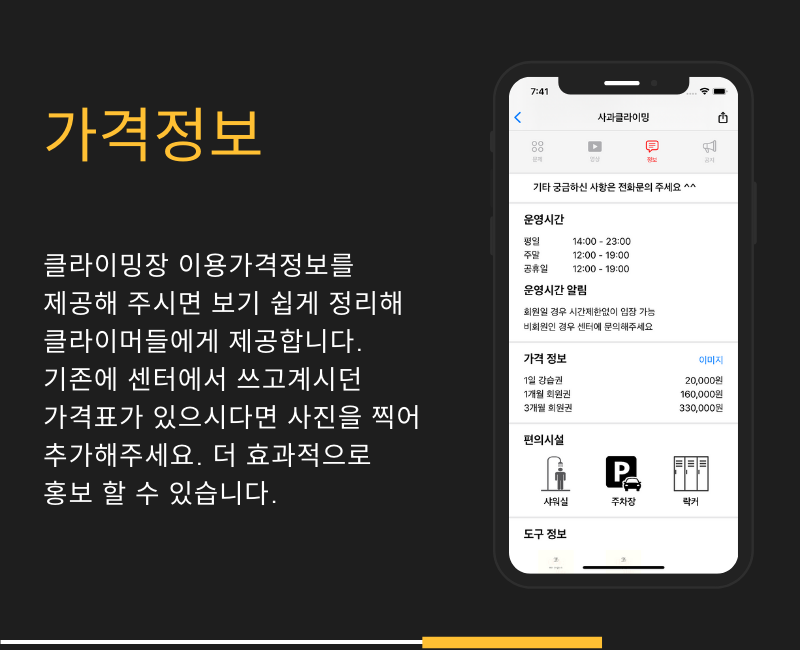 가격정보
클라이밍장 이용가격정보를
제공해 주시면 보기 쉽게 정리해
클라이머들에게 제공합니다.
기존에 센터에서 쓰고계시던
가격표가 있으시다면 사진을 찍어
추가해주세요. 더 효과적으로
홍보 할 수 있습니다.
7:41
사과클라이밍
문제 영상 정보 공지
기타 궁금하신 사항은 전화문의 주세요 ^^
운영시간
평일 14:00 - 23:00
주말 12:00 - 19:00
공휴일 12:00 - 19:00
운영시간 알림
회원일 경우 시간제한없이 입장 가능
비회원인 경우 센터에 문의해주세요
가격 정보 이미지
1일 강습권 20,000원
1개월 회원권 160,000원
3개월 회원권 330,000원
편의시설
P
샤워실 주차장 락커
도구 정보